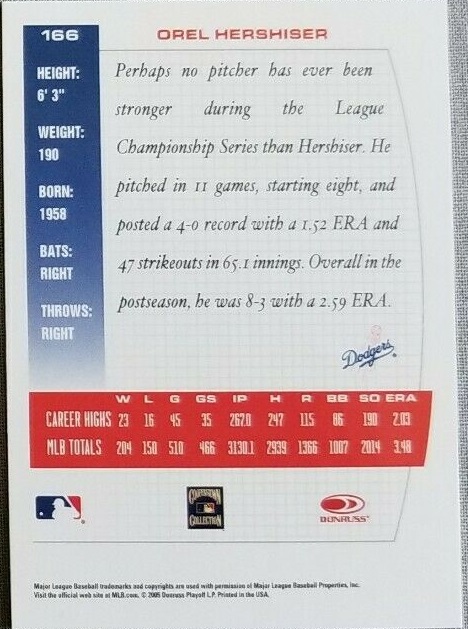 166
OREL HERSHISER
HEIGHT:
6' 3"
WEIGHT:
190
BORN:
1958
BATS:
RIGHT
THROWS:
RIGHT
Perhaps no pitcher has ever been
stronger during the League
Championship Series than Hershiser. He
pitched in 11 games, starting eight, and
posted a 4-0 record with a 1.52 ERA and
47 strikeouts in 65.1 innings. Overall in the
postseason, he was 8-3 with a 2.59 ERA.
Dodgers
W L G GS IP H R BB SO ERA
CAREER HIGHS 23 16 45 35 267.0 247 115 86 190 2.03
MLB TOTALS 204 150 510 466 3130.1 2939 1366 1007 2014 3.48
COOPERSTOWN
COLLECTION
DONRUSS
Major League Baseball trademarks and copyrights are used with permission of Major League Baseball Properties, Inc.
Visit the official web site at MLB.com. © 2005 Donruss Playoff L.P. Printed in the USA.